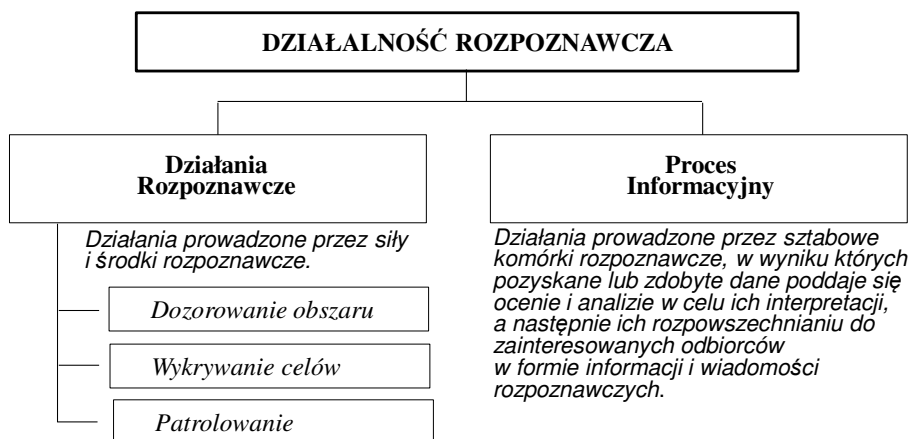 DZIAŁALNOŚĆ ROZPOZNAWCZA
Działania
Rozpoznawcze
Działania prowadzone przez siły
i środki rozpoznawcze.
Dozorowanie obszaru
Wykrywanie celów
Patrolowanie
Proces
Informacyjny
Działania prowadzone przez sztabowe
komórki rozpoznawcze, w wyniku których
pozyskane lub zdobyte dane poddaje się
ocenie i analizie w celu ich interpretacji,
a następnie ich rozpowszechnianiu do
zainteresowanych odbiorców
w formie informacji i wiadomości
rozpoznawczych.